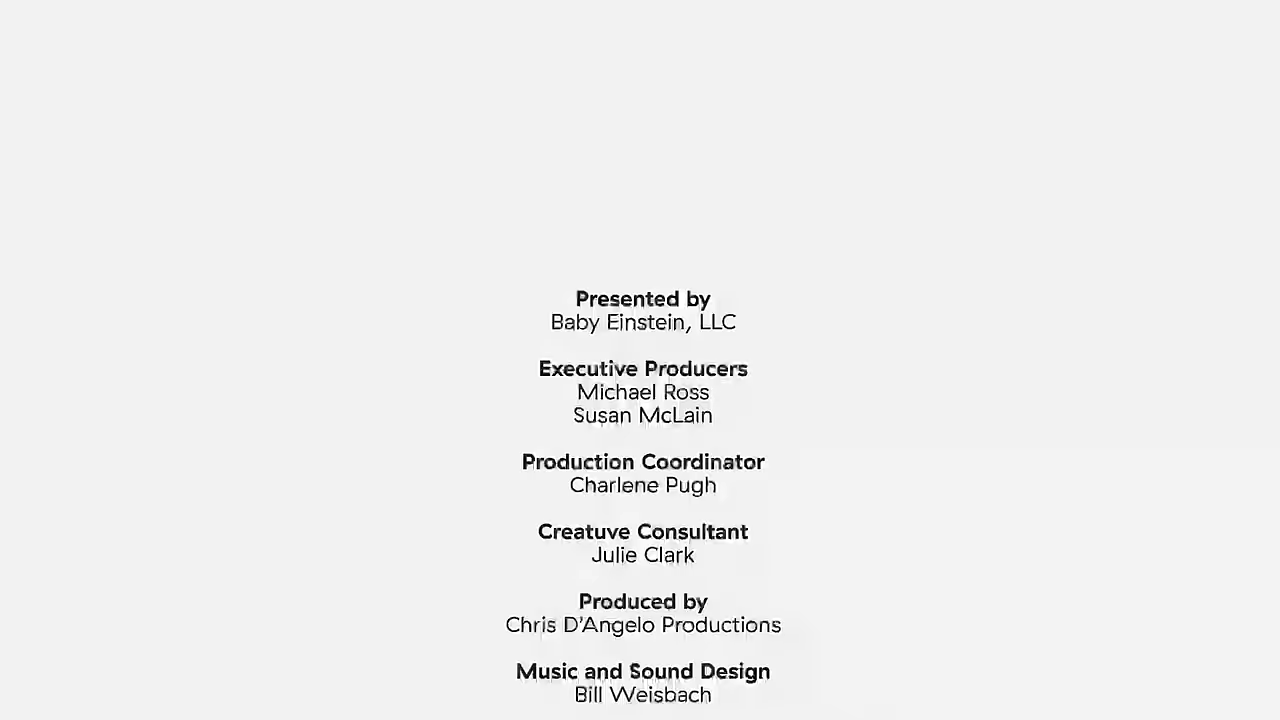 Presented by
Baby Einstein, LLC
Executive Producers
Michael Ross
Susan McLain
Production Coordinator
Charlene Pugh
Creatuve Consultant
Julie Clark
Produced by
Chris D'Angelo Productions
Music and Sound Design
Bill Weisbach